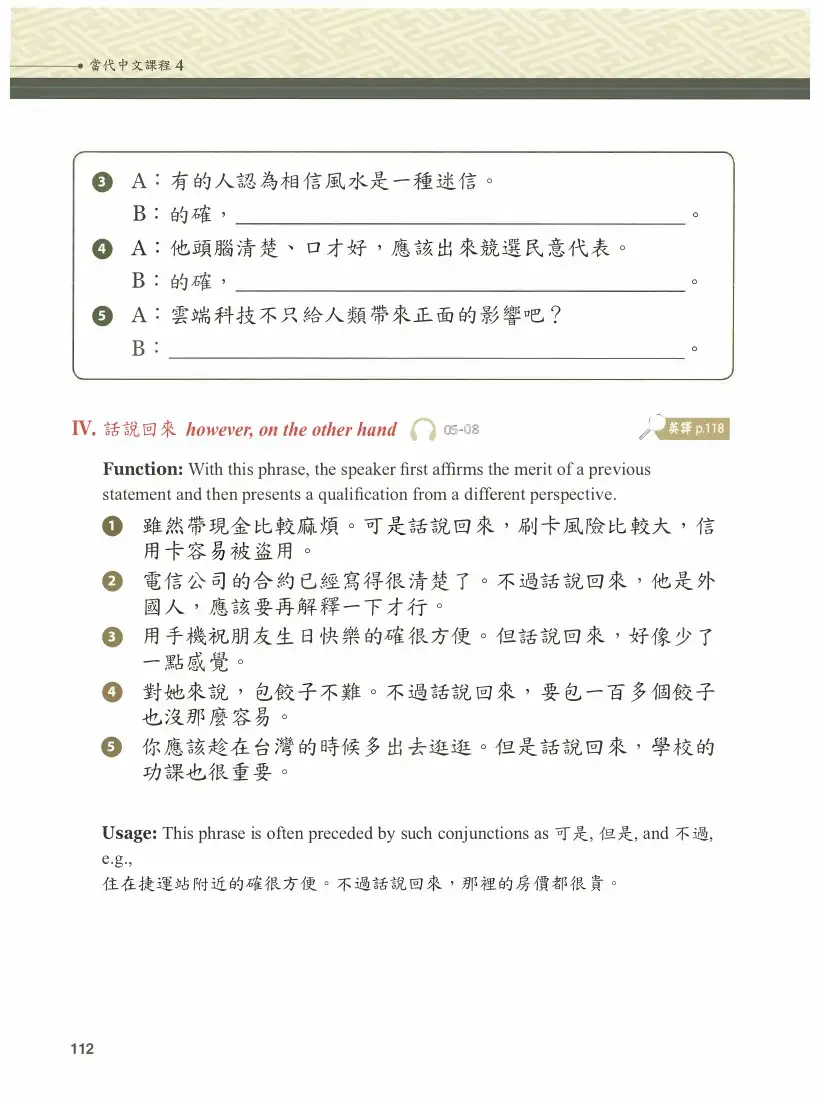 當代中文課程 4
3 A：有的人認為相信風水是一種迷信。
B：的確，。
4 A：他頭腦清楚、口才好，應該出來競選民意代表。
B：的確，。
5 A：雲端科技不只給人類帶來正面的影響吧？
B：。
IV. 話說回來 however, on the other hand 05-08 英譯 p.118
Function: With this phrase, the speaker first affirms the merit of a previous
statement and then presents a qualification from a different perspective.
1 雖然帶現金比較麻煩。可是話說回來，刷卡風險比較大，信
用卡容易被盜用。
2 電信公司的合約已經寫得很清楚了。不過話說回來，他是外
國人，應該要再解釋一下才行。
3 用手機祝朋友生日快樂的確很方便。但話說回來，好像少了
一點感覺。
4 對她來說，包餃子不難。不過話說回來，要包一百多個餃子
也沒那麼容易。
5 你應該趁在台灣的時候多出去逛逛。但是話說回來，學校的
功課也很重要。
Usage: This phrase is often preceded by such conjunctions as 可是, 但是, and 不過,
e.g.,
住在捷運站附近的確很方便。不過話說回來，那裡的房價都很貴。
112